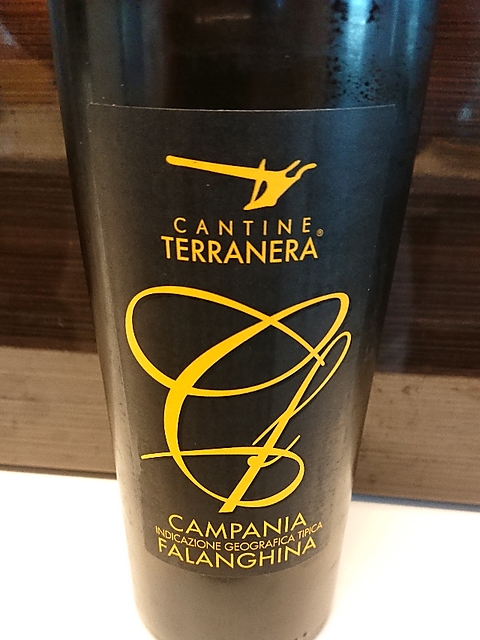 CANTINE
TERRANERA®
CAMPANIA
INDICAZIONE GEOGRAFICA TIPICA
FALANGHINA